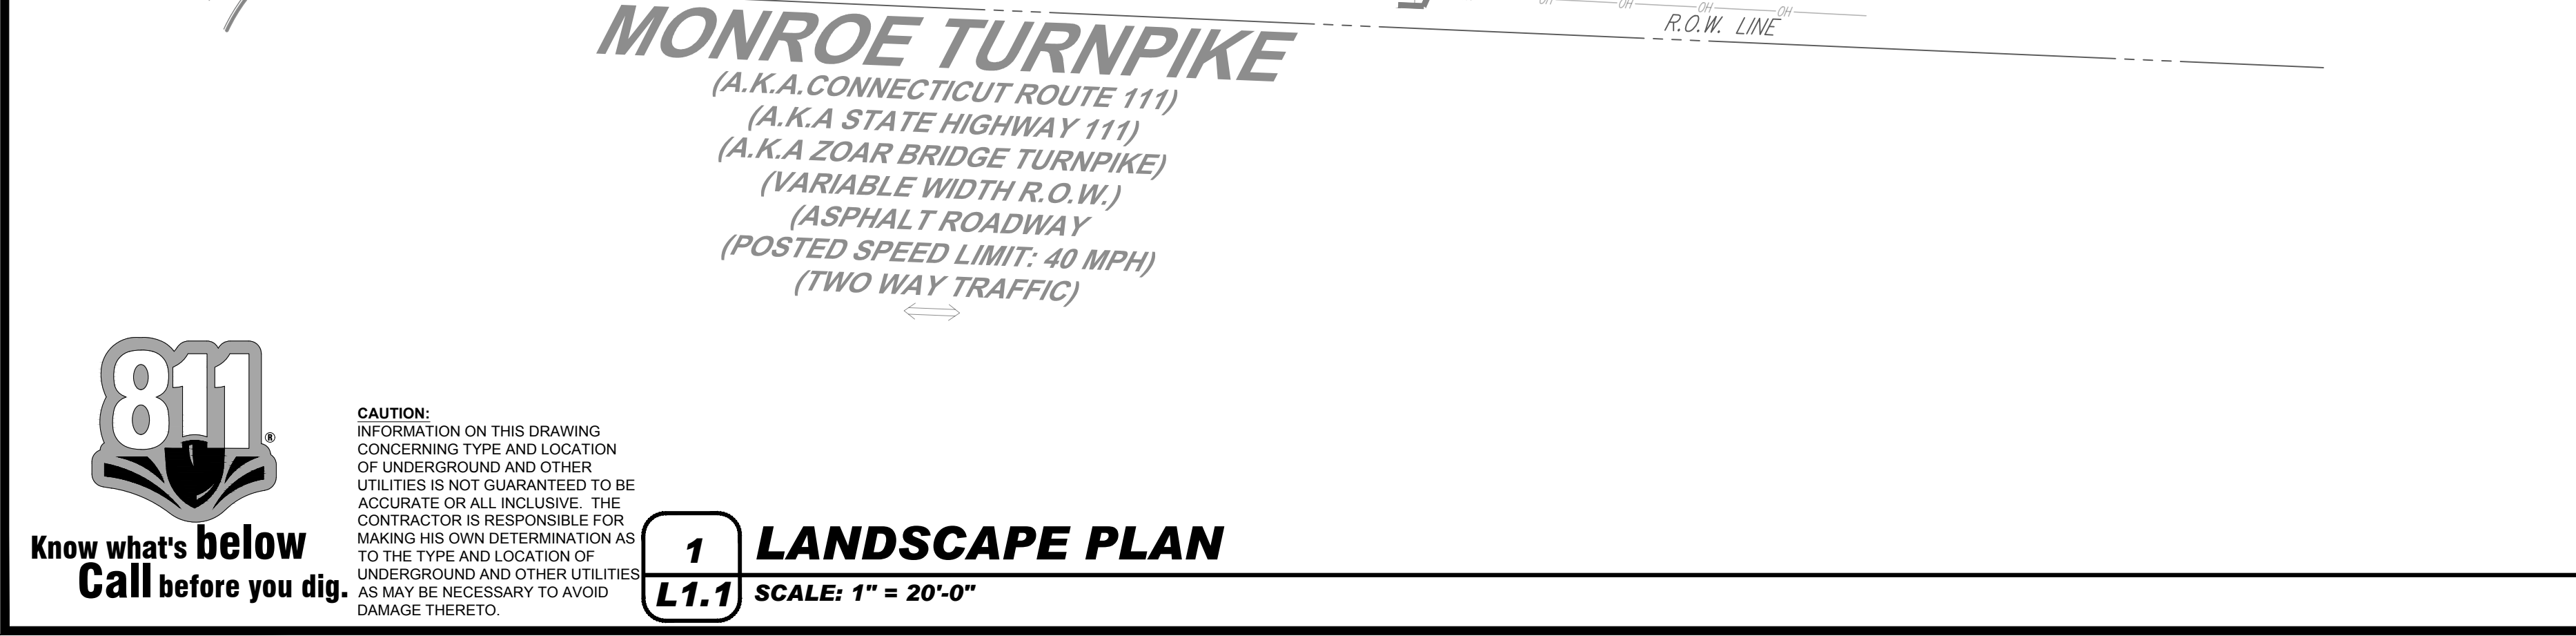 OH OH OH OH
R.O.W. LINE
MONROE TURNPIKE
(A.K.A.CONNECTICUT ROUTE 111)
(A.K.A STATE HIGHWAY 111)
(A.K.A ZOAR BRIDGE TURNPIKE)
(VARIABLE WIDTH R.O.W.)
(ASPHALT ROADWAY
(POSTED SPEED LIMIT: 40 MPH)
(TWO WAY TRAFFIC)
811®
Know what's below
Call before you dig.
CAUTION:
INFORMATION ON THIS DRAWING
CONCERNING TYPE AND LOCATION
OF UNDERGROUND AND OTHER
UTILITIES IS NOT GUARANTEED TO BE
ACCURATE OR ALL INCLUSIVE.  THE
CONTRACTOR IS RESPONSIBLE FOR
MAKING HIS OWN DETERMINATION AS
TO THE TYPE AND LOCATION OF
UNDERGROUND AND OTHER UTILITIES
AS MAY BE NECESSARY TO AVOID
DAMAGE THERETO.
1
L1.1
LANDSCAPE PLAN
SCALE: 1" = 20'-0"